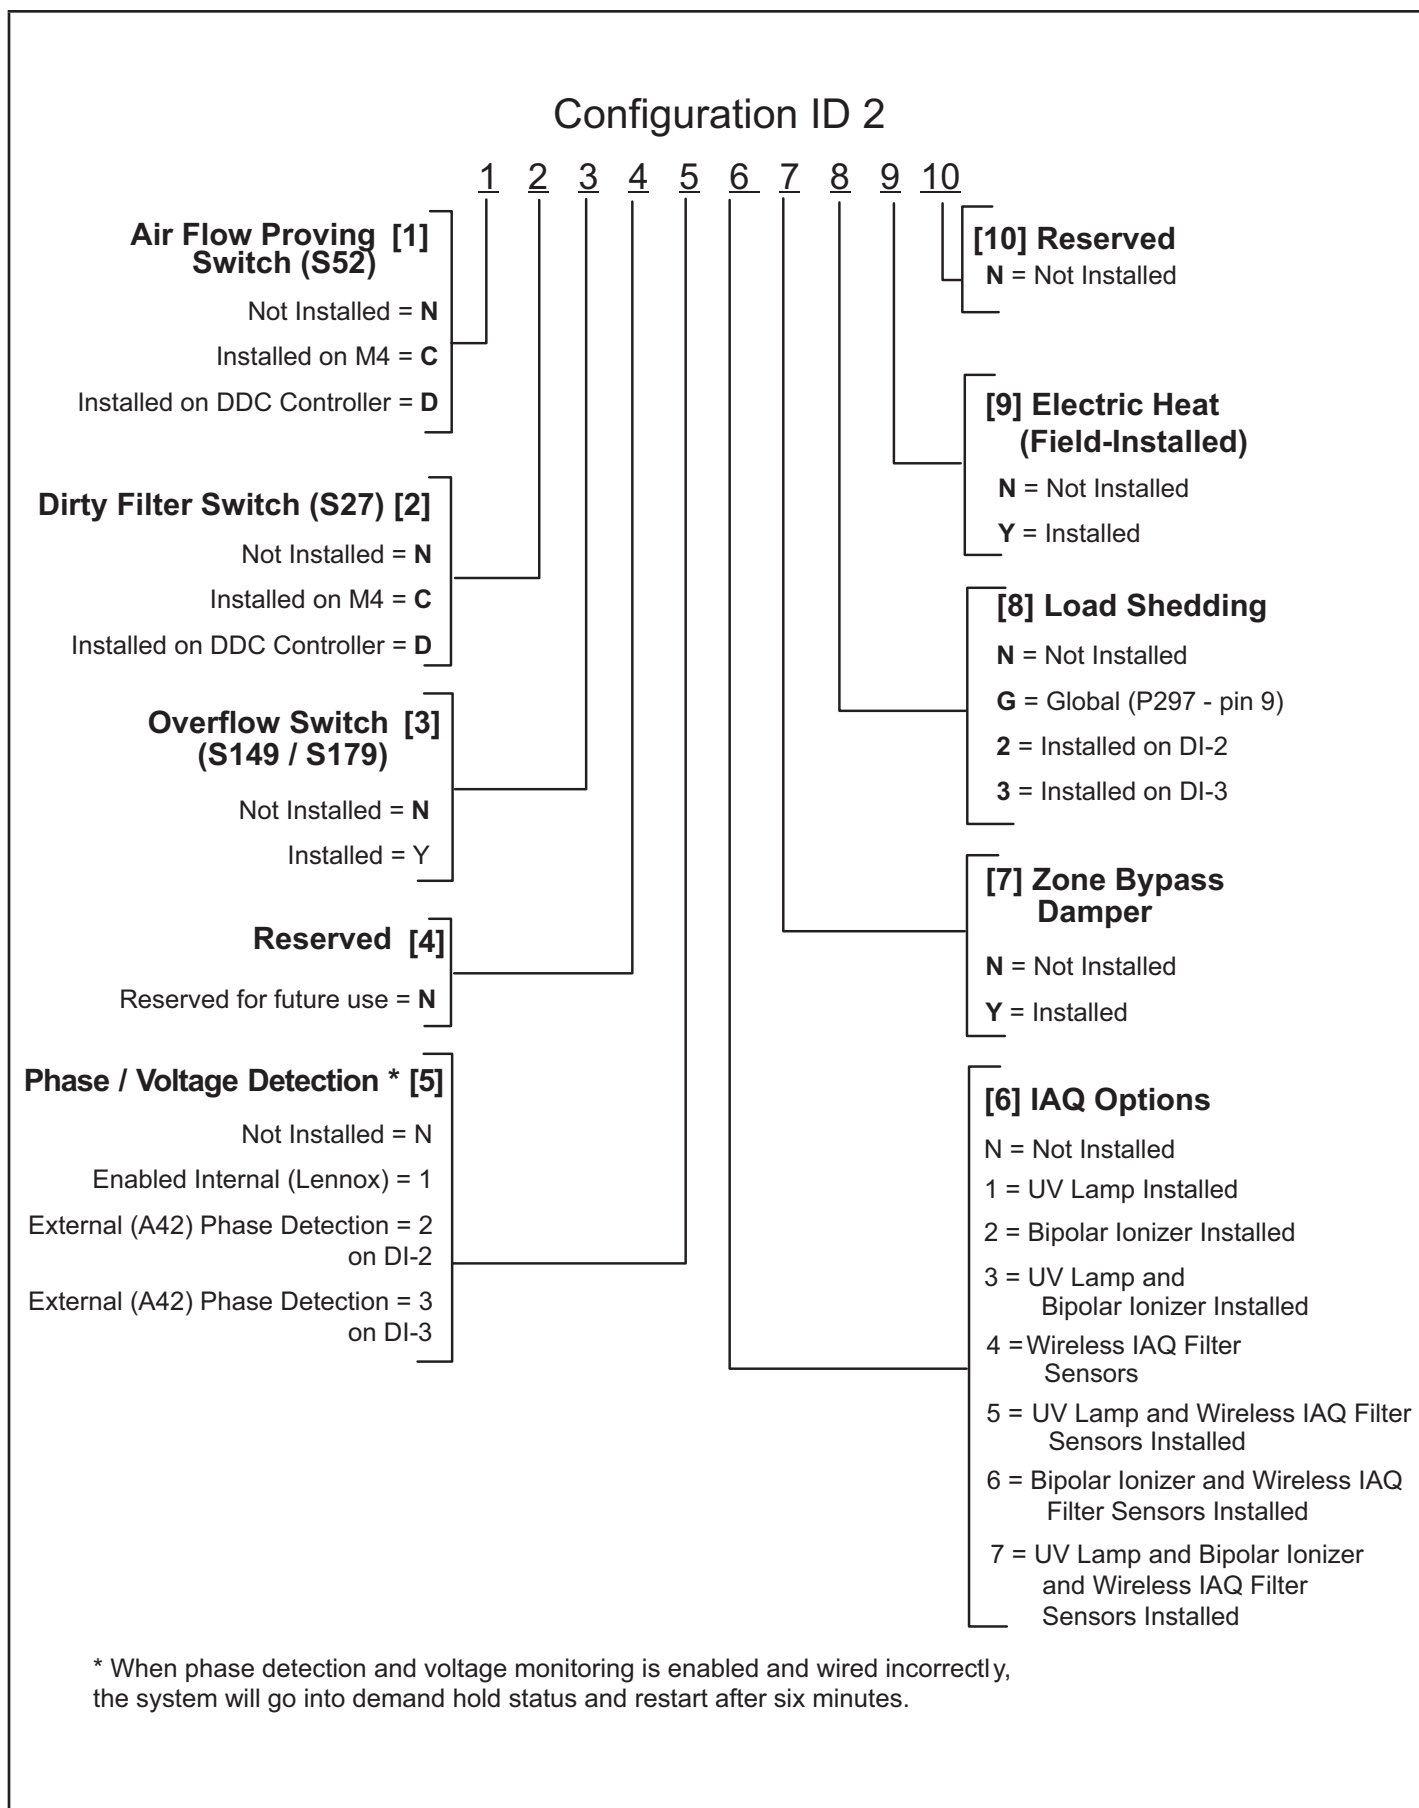 Configuration ID 2
1 2 3 4 5 6 7 8 9 10
Air Flow Proving [1]
Switch (S52)
Not Installed = N
Installed on M4 = C
Installed on DDC Controller = D
Dirty Filter Switch (S27) [2]
Not Installed = N
Installed on M4 = C
Installed on DDC Controller = D
Overflow Switch [3]
(S149 / S179)
Not Installed = N
Installed = Y
Reserved [4]
Reserved for future use = N
Phase / Voltage Detection * [5]
Not Installed = N
Enabled Internal (Lennox) = 1
External (A42) Phase Detection = 2
on DI-2
External (A42) Phase Detection = 3
on DI-3
[10] Reserved
N = Not Installed
[9] Electric Heat
(Field-Installed)
N = Not Installed
Y = Installed
[8] Load Shedding
N = Not Installed
G = Global (P297 - pin 9)
2 = Installed on DI-2
3 = Installed on DI-3
[7] Zone Bypass
Damper
N = Not Installed
Y = Installed
[6] IAQ Options
N = Not Installed
1 = UV Lamp Installed
2 = Bipolar Ionizer Installed
3 = UV Lamp and
Bipolar Ionizer Installed
4 = Wireless IAQ Filter
Sensors
5 = UV Lamp and Wireless IAQ Filter
Sensors Installed
6 = Bipolar Ionizer and Wireless IAQ
Filter Sensors Installed
7 = UV Lamp and Bipolar Ionizer
and Wireless IAQ Filter
Sensors Installed
* When phase detection and voltage monitoring is enabled and wired incorrectly,
the system will go into demand hold status and restart after six minutes.